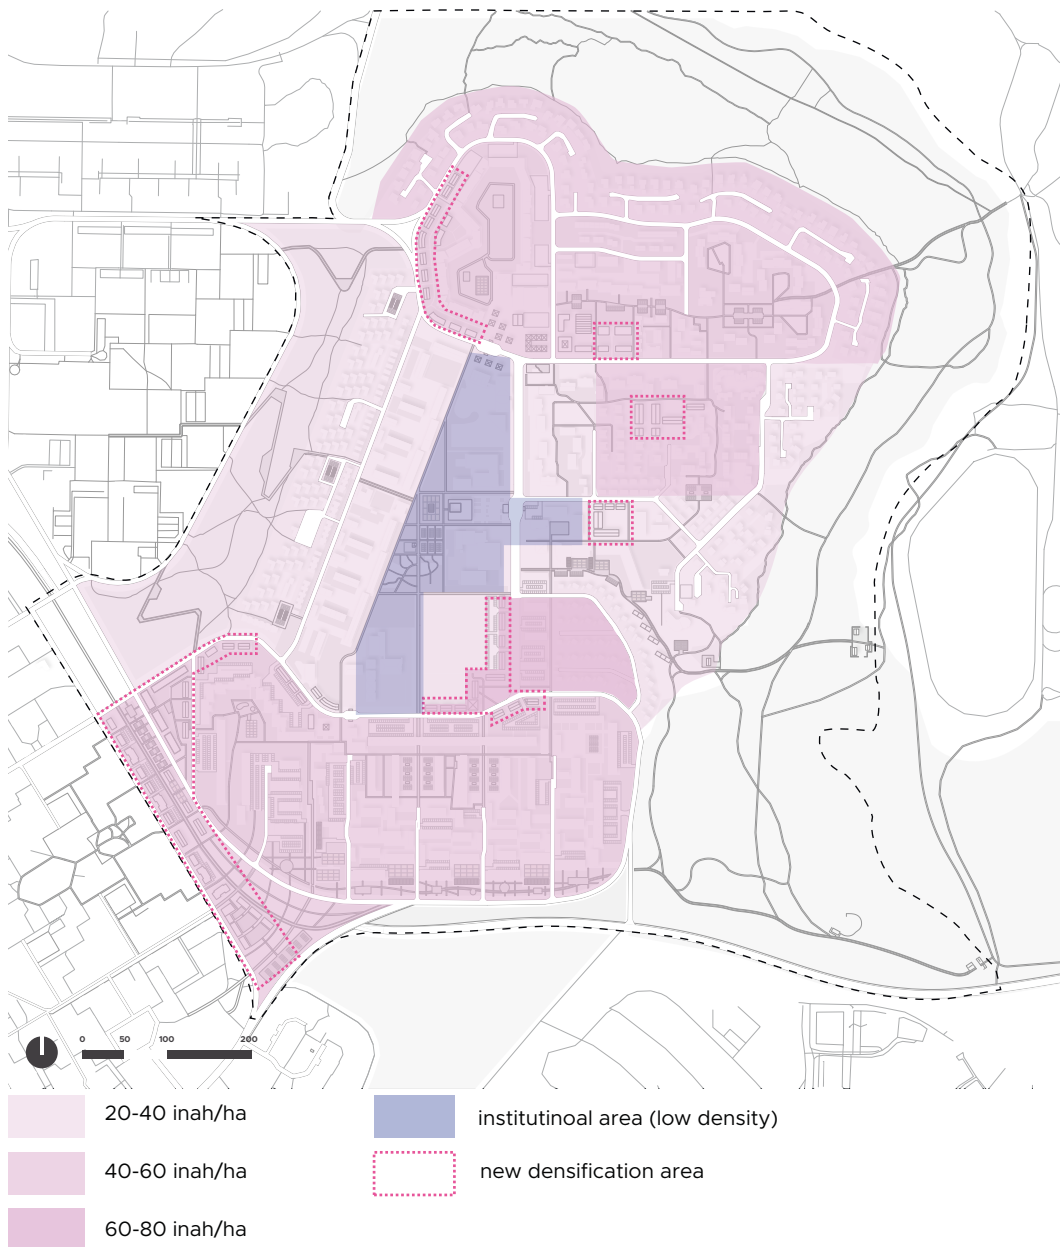 0 50 100 200
20-40 inah/ha
institutinoal area (low density)
40-60 inah/ha
new densification area
60-80 inah/ha